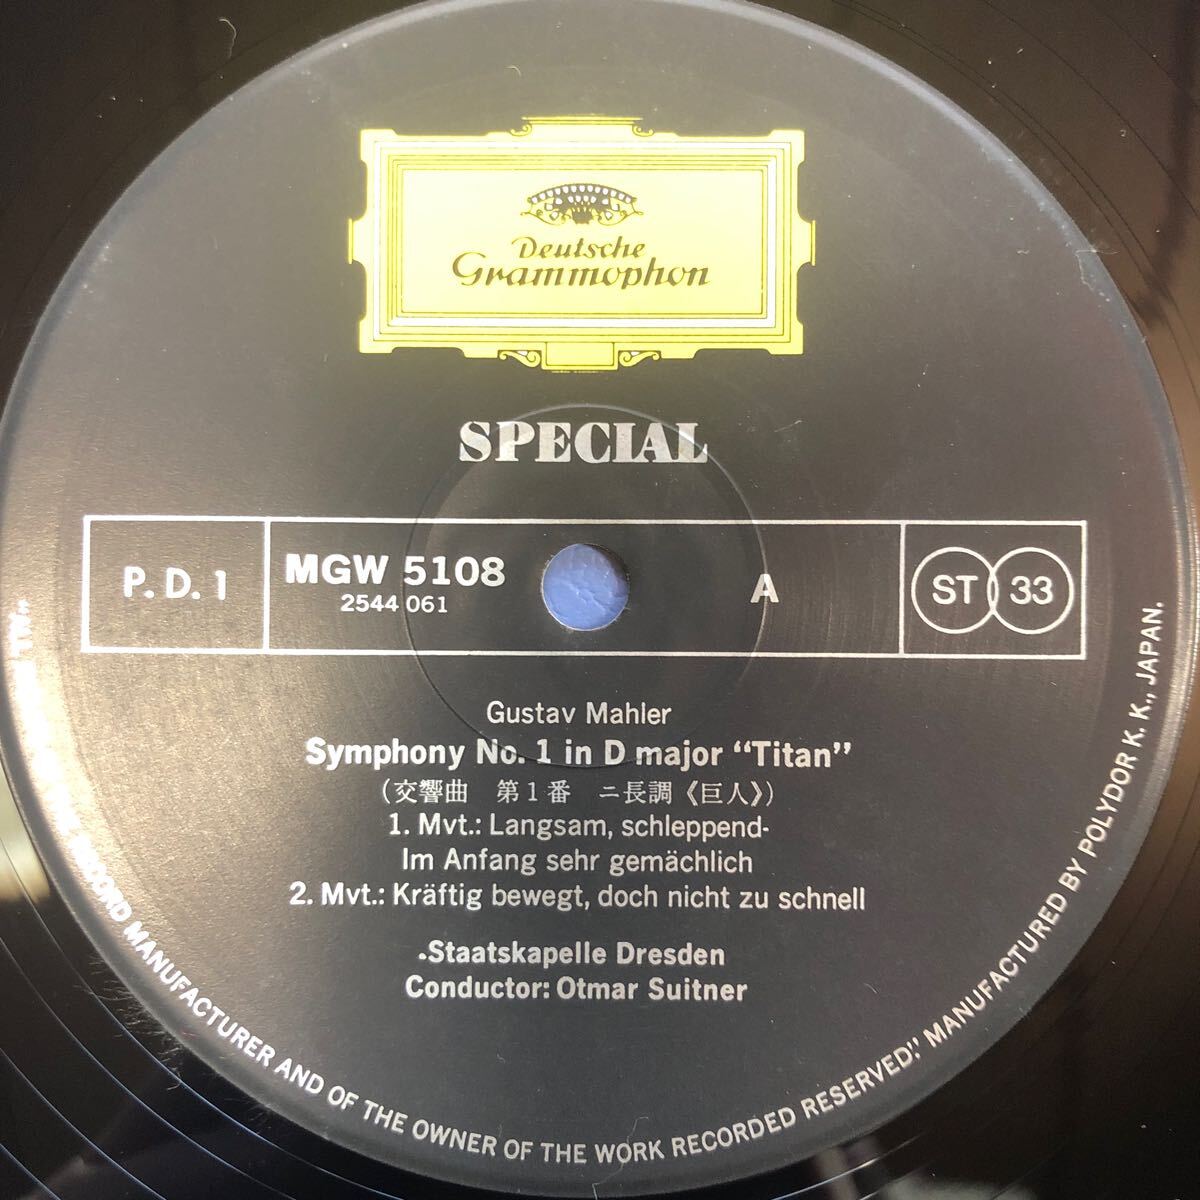 Deutsche
Grammophon
SPECIAL
P. D. 1
MGW 5108
2544 061
A
ST 33
Gustav Mahler
Symphony No. 1 in D major “Titan”
(交響曲 第1番 ニ長調《巨人》)
1. Mvt.: Langsam, schleppend-
Im Anfang sehr gemächlich
2. Mvt.: Kräftig bewegt, doch nicht zu schnell
Staatskapelle Dresden
Conductor: Otmar Suitner
RECORD MANUFACTURER AND OF THE OWNER OF THE WORK RECORDED RESERVED;” MANUFACTURED BY POLYDOR K. K., JAPAN.